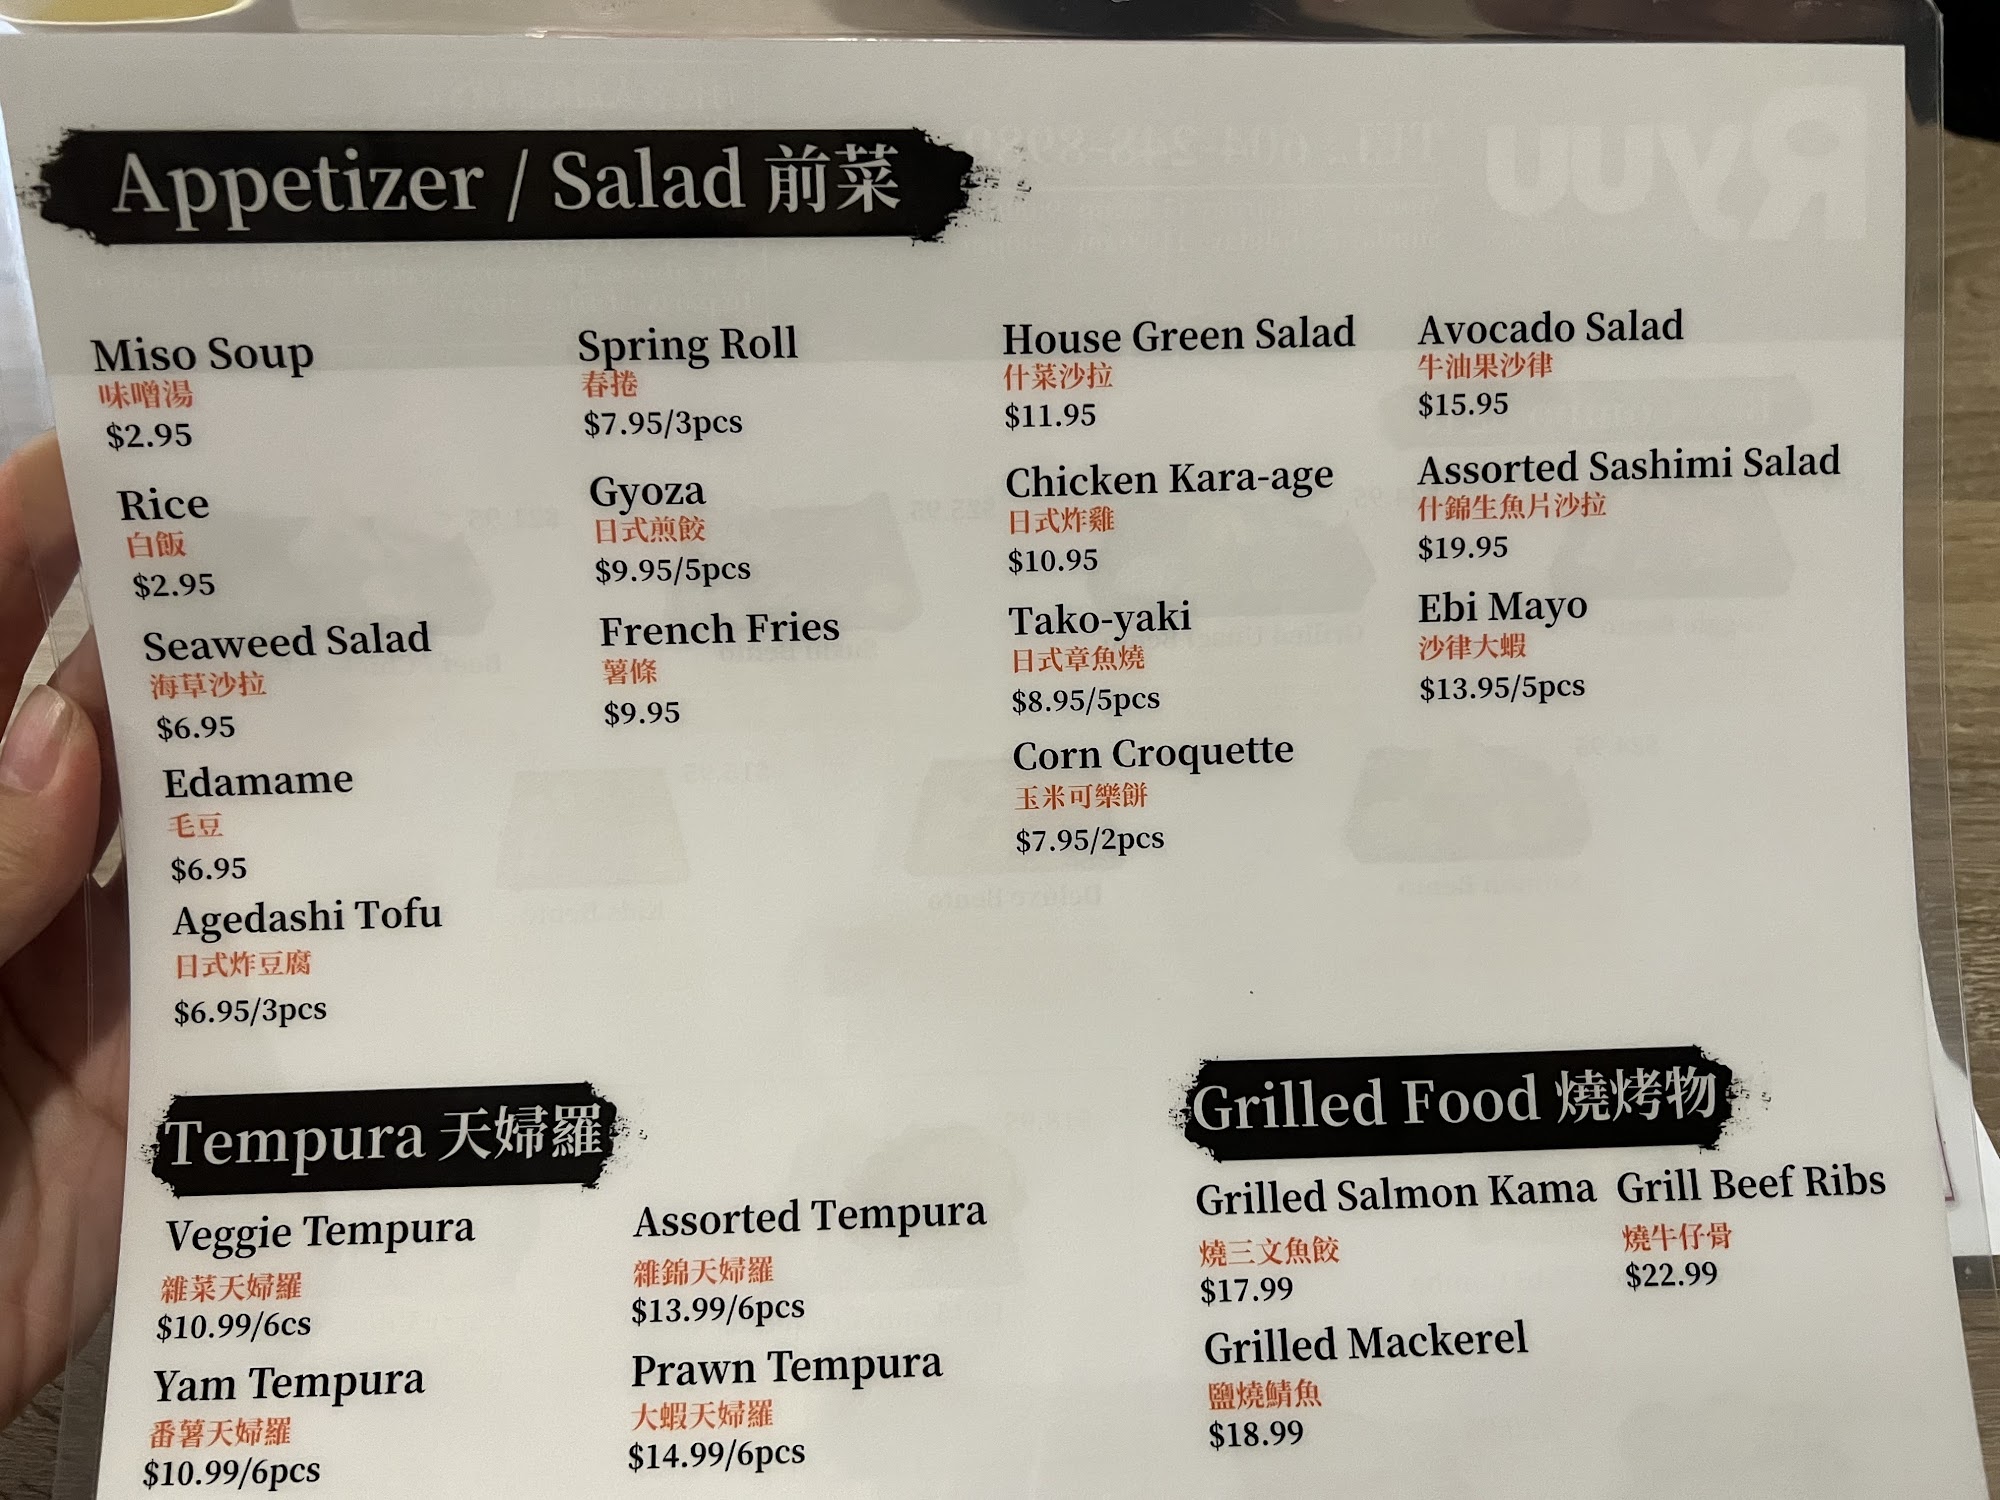 Appetizer / Salad 前菜
Miso Soup
味噌湯
$2.95
Rice
白飯
$2.95
Seaweed Salad
海草沙拉
$6.95
Edamame
毛豆
$6.95
Agedashi Tofu
日式炸豆腐
$6.95/3pcs
Spring Roll
春捲
$7.95/3pcs
Gyoza
日式煎餃
$9.95/5pcs
French Fries
薯條
$9.95
House Green Salad
什菜沙拉
$11.95
Chicken Kara-age
日式炸雞
$10.95
Tako-yaki
日式章魚燒
$8.95/5pcs
Corn Croquette
玉米可樂餅
$7.95/2pcs
Avocado Salad
牛油果沙律
$15.95
Assorted Sashimi Salad
什錦生魚片沙拉
$19.95
Ebi Mayo
沙律大蝦
$13.95/5pcs
Tempura 天婦羅
Veggie Tempura
雜菜天婦羅
$10.99/6cs
Yam Tempura
番薯天婦羅
$10.99/6pcs
Assorted Tempura
雜錦天婦羅
$13.99/6pcs
Prawn Tempura
大蝦天婦羅
$14.99/6pcs
Grilled Food 燒烤物
Grilled Salmon Kama
燒三文魚餃
$17.99
Grilled Mackerel
鹽燒鯖魚
$18.99
Grill Beef Ribs
燒牛仔骨
$22.99